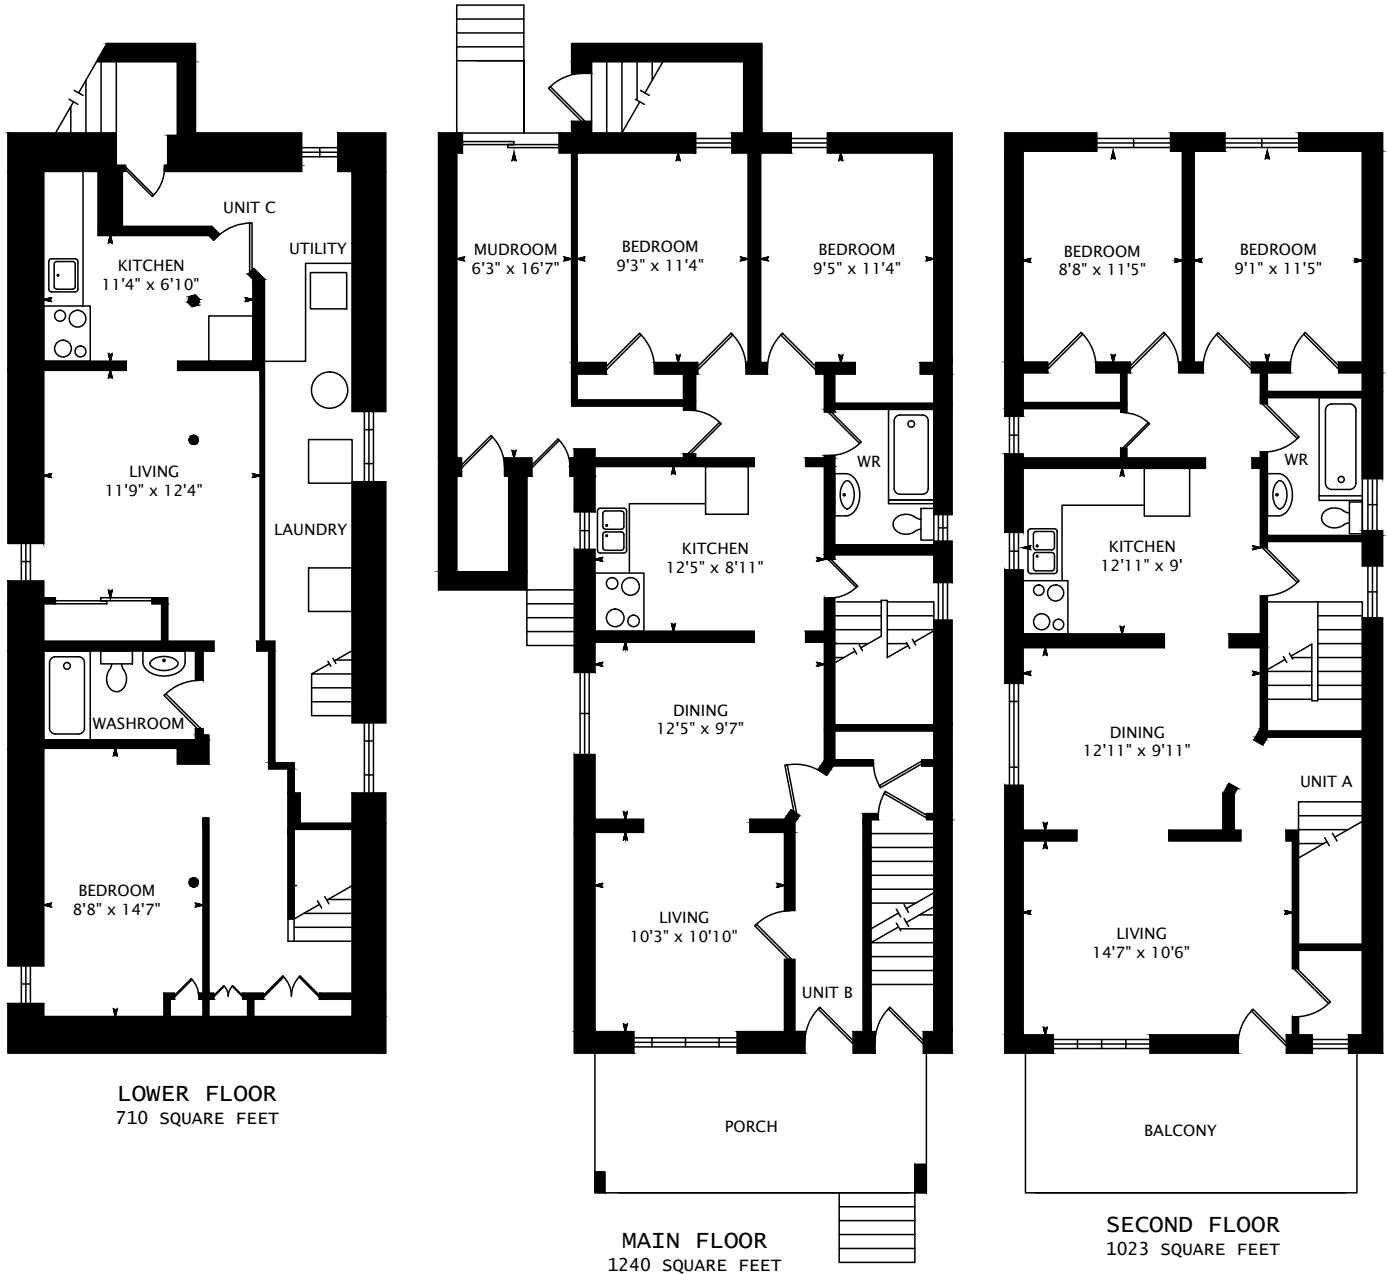 UNIT C
UTILITY
KITCHEN
11'4" x 6'10"
LIVING
11'9" x 12'4"
LAUNDRY
WASHROOM
BEDROOM
8'8" x 14'7"
LOWER FLOOR
710 SQUARE FEET
MUDROOM
6'3" x 16'7"
BEDROOM
9'3" x 11'4"
BEDROOM
9'5" x 11'4"
WR
KITCHEN
12'5" x 8'11"
DINING
12'5" x 9'7"
LIVING
10'3" x 10'10"
UNIT B
PORCH
MAIN FLOOR
1240 SQUARE FEET
BEDROOM
8'8" x 11'5"
BEDROOM
9'1" x 11'5"
WR
KITCHEN
12'11" x 9'
DINING
12'11" x 9'11"
UNIT A
LIVING
14'7" x 10'6"
BALCONY
SECOND FLOOR
1023 SQUARE FEET